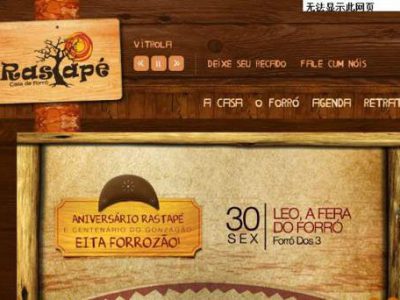 无法显示此网页
VITROLA
DEIXE SEU RECADO
FALE CUM NÓIS
Rastapé
Casa de Forró
A CASA O FORRÓ AGENDA RETRAT
ANIVERSÁRIO RASTAPÉ
E CENTENÁRIO DO GONZAGÃO
EITA FORROZÃO!
30
SEX
LEO, A FERA
DO FORRÓ
Forró Dos 3